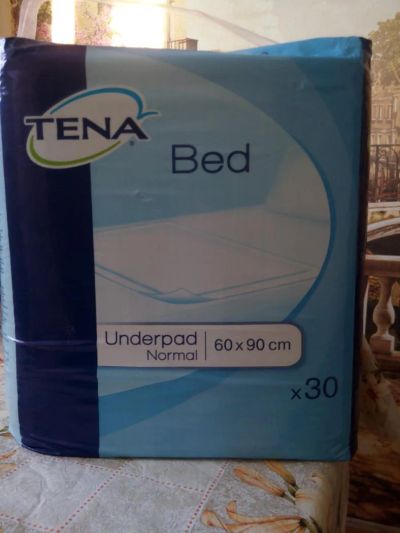 TENA
Bed
Underpad
Normal
60 x 90 cm
x30